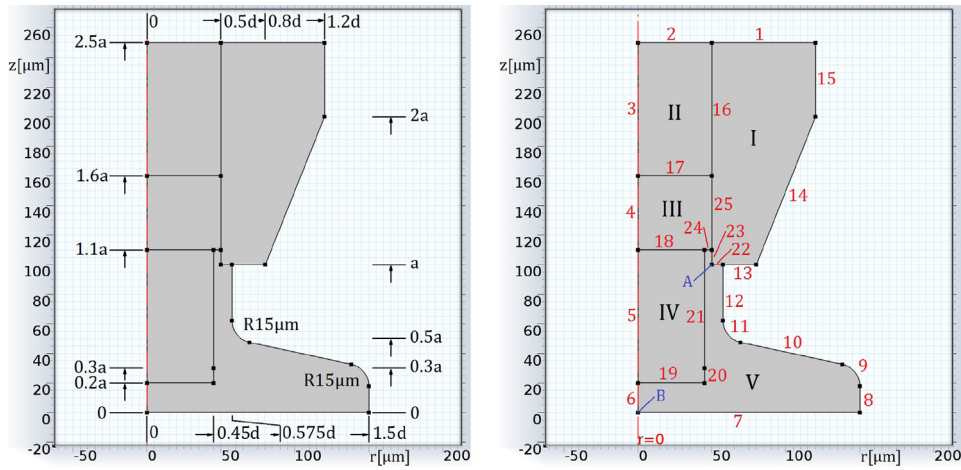 0 0.5d 0.8d 1.2d
260 2.5a
z[μm]
220
200 2a
180
160 1.6a
140
120 1.1a
100 a
80
60 R15μm
40 0.5a
0.3a 0.3a
20 0.2a R15μm
0 0 0
-20 0 0.45d 0.575d 1.5d
-50 0 50 100 r[μm] 200
260 2 1
z[μm] 15
220 3 II 16
200 I
180
160 17 14
140 4 III 25
120 18 24 23
100 22
A 13
80 IV 12
60 5 21 11
40 10
20 19 20 V 9
0 6 B 8
7
-20 r=0
-50 0 50 100 r[μm] 200